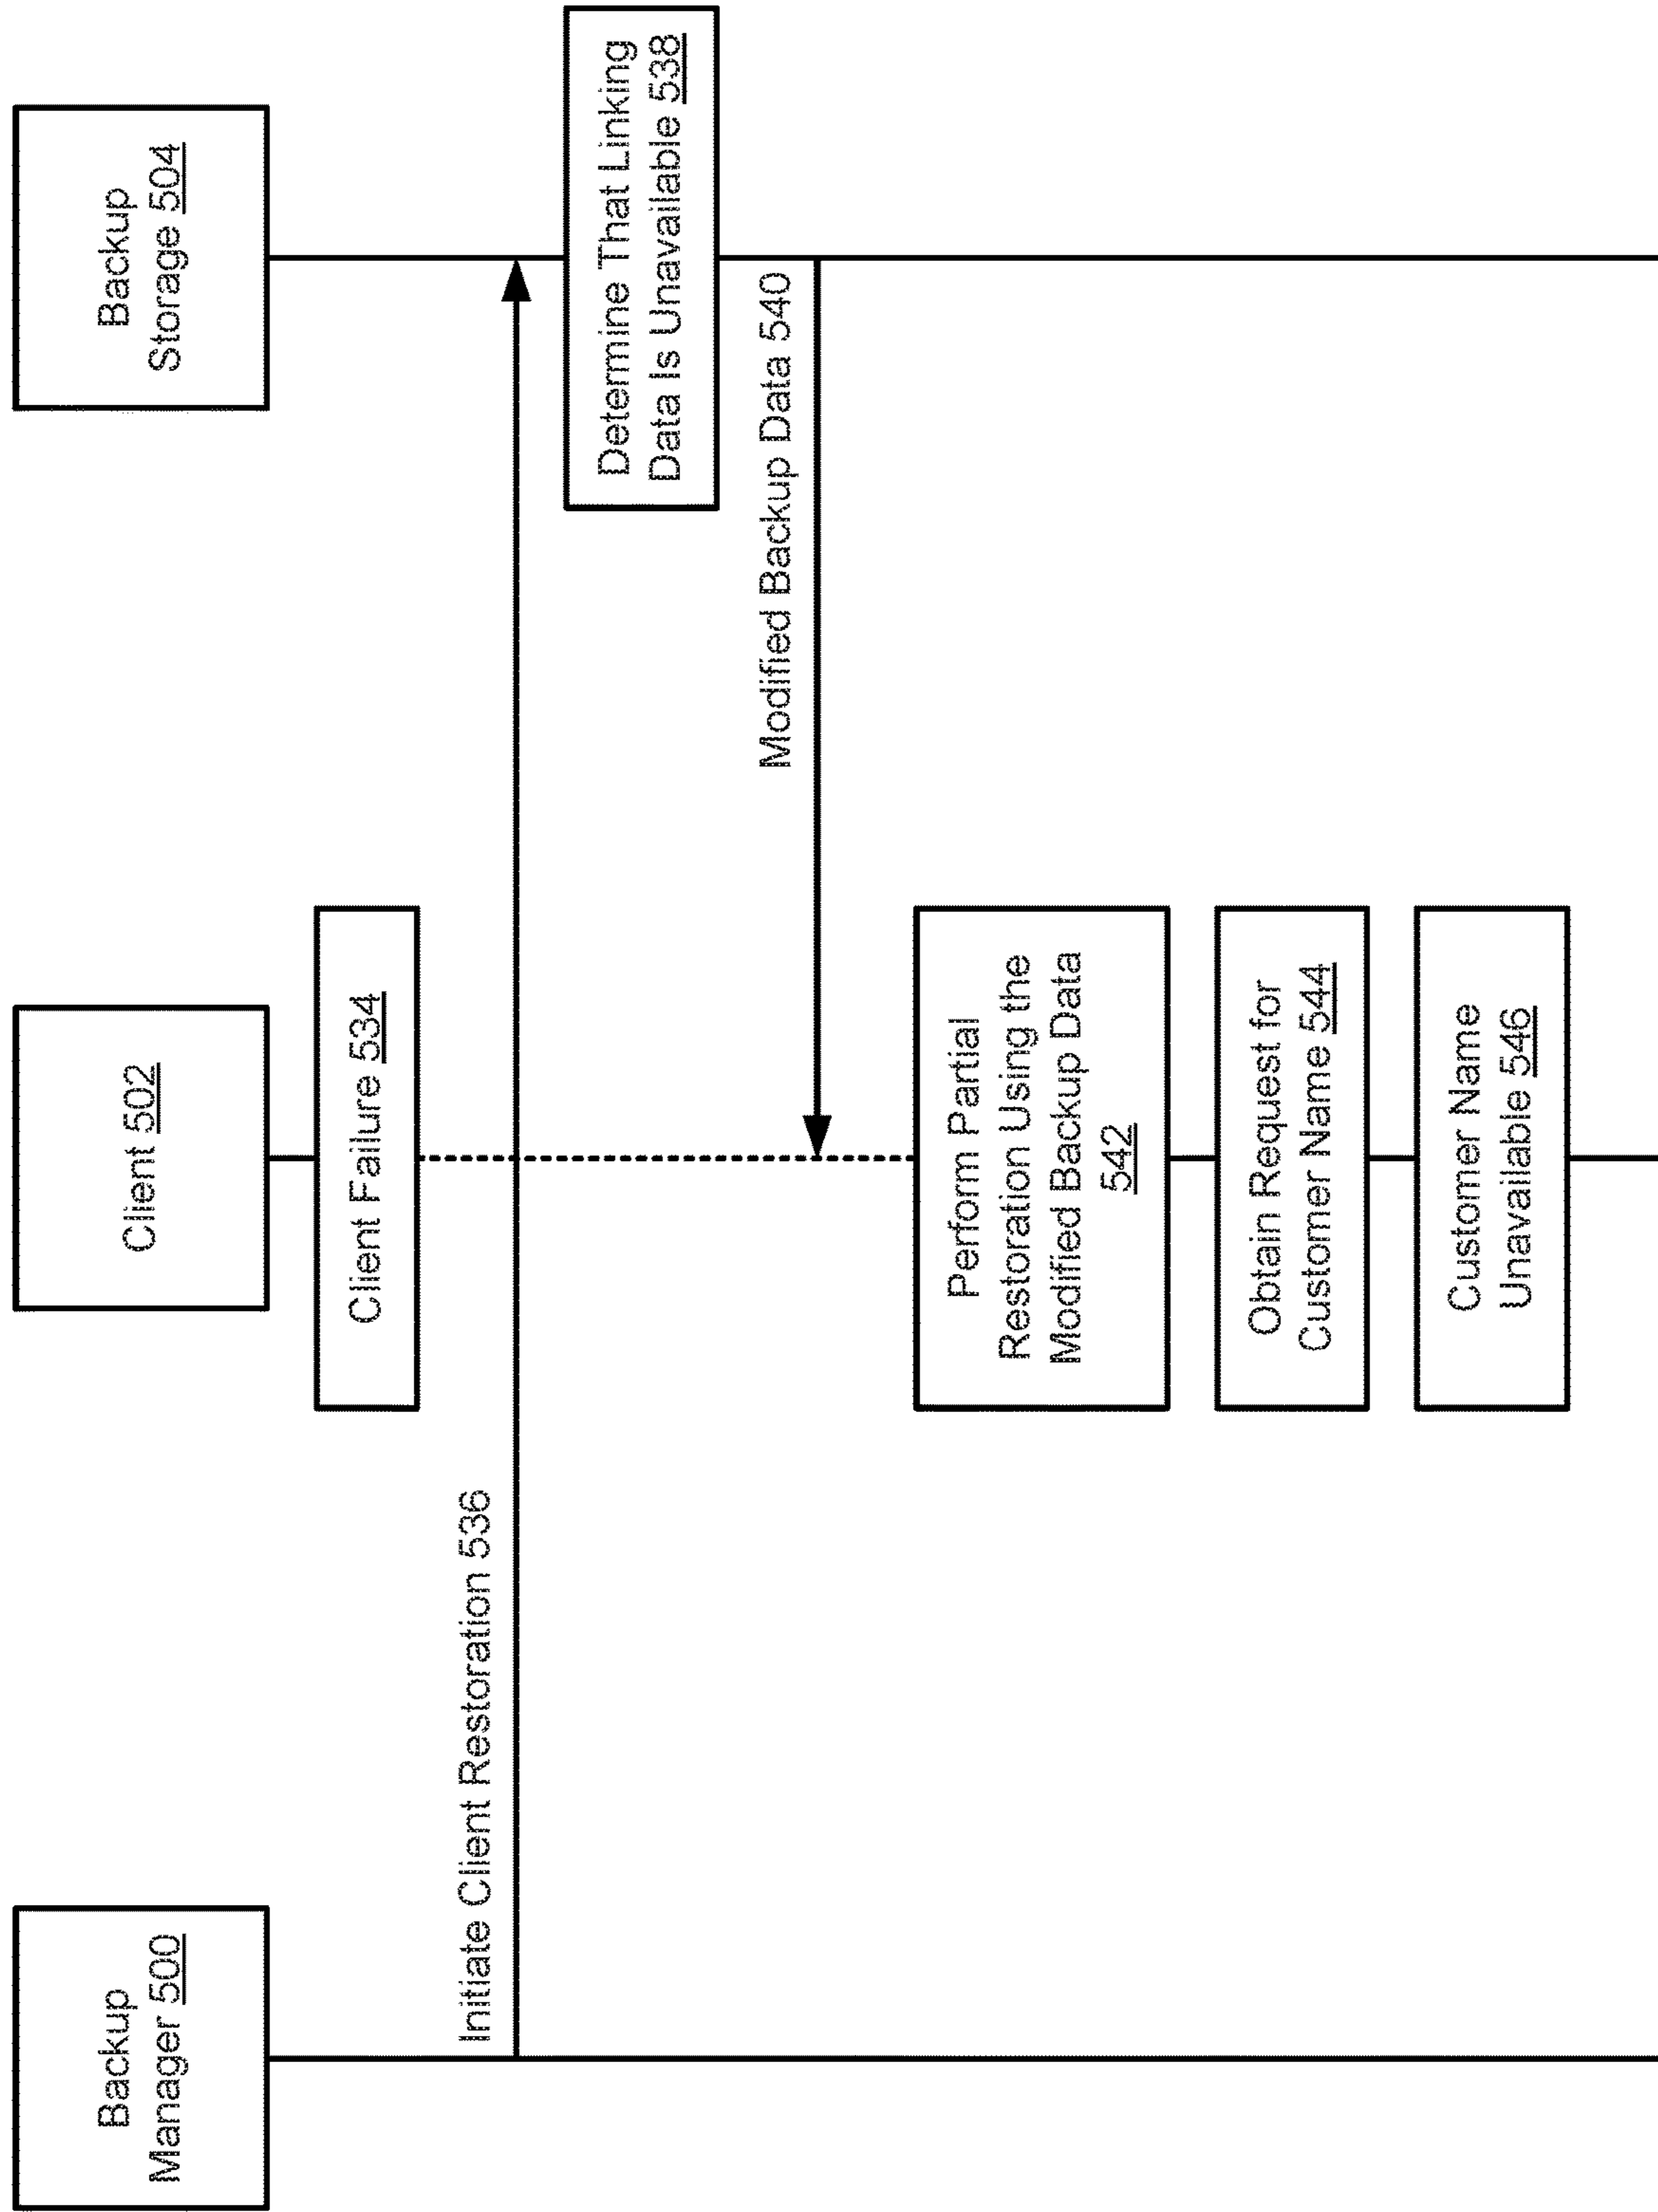 Backup
Manager 500
Client 502
Backup
Storage 504
Client Failure 534
Initiate Client Restoration 536
Determine That Linking
Data Is Unavailable 538
Modified Backup Data 540
Perform Partial
Restoration Using the
Modified Backup Data
542
Obtain Request for
Customer Name 544
Customer Name
Unavailable 546